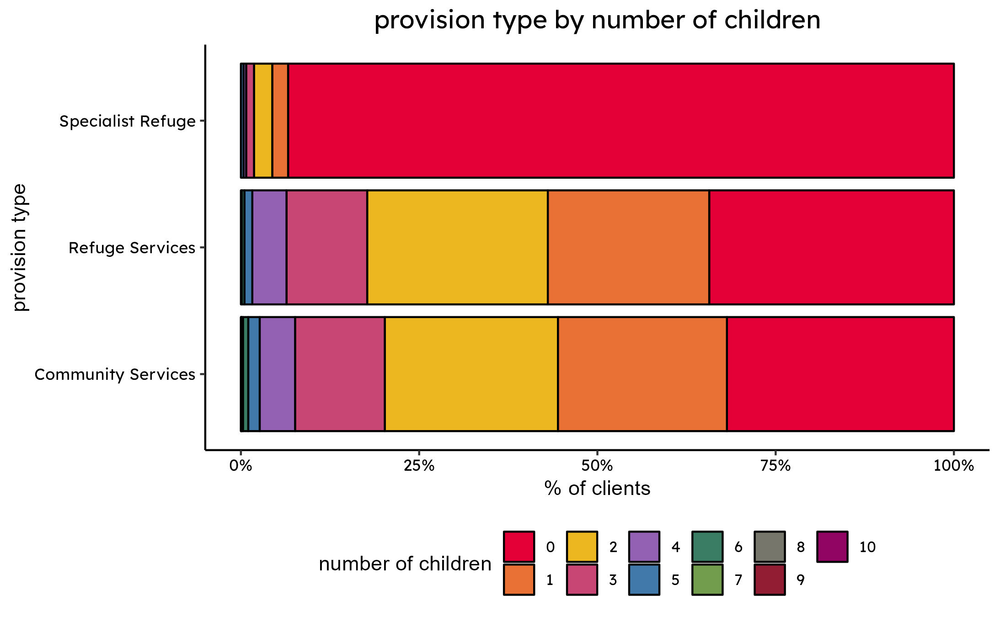 provision type by number of children
provision type
Specialist Refuge
Refuge Services
Community Services
0% 25% 50% 75% 100%
% of clients
number of children
0 2 4 6 8 10
1 3 5 7 9